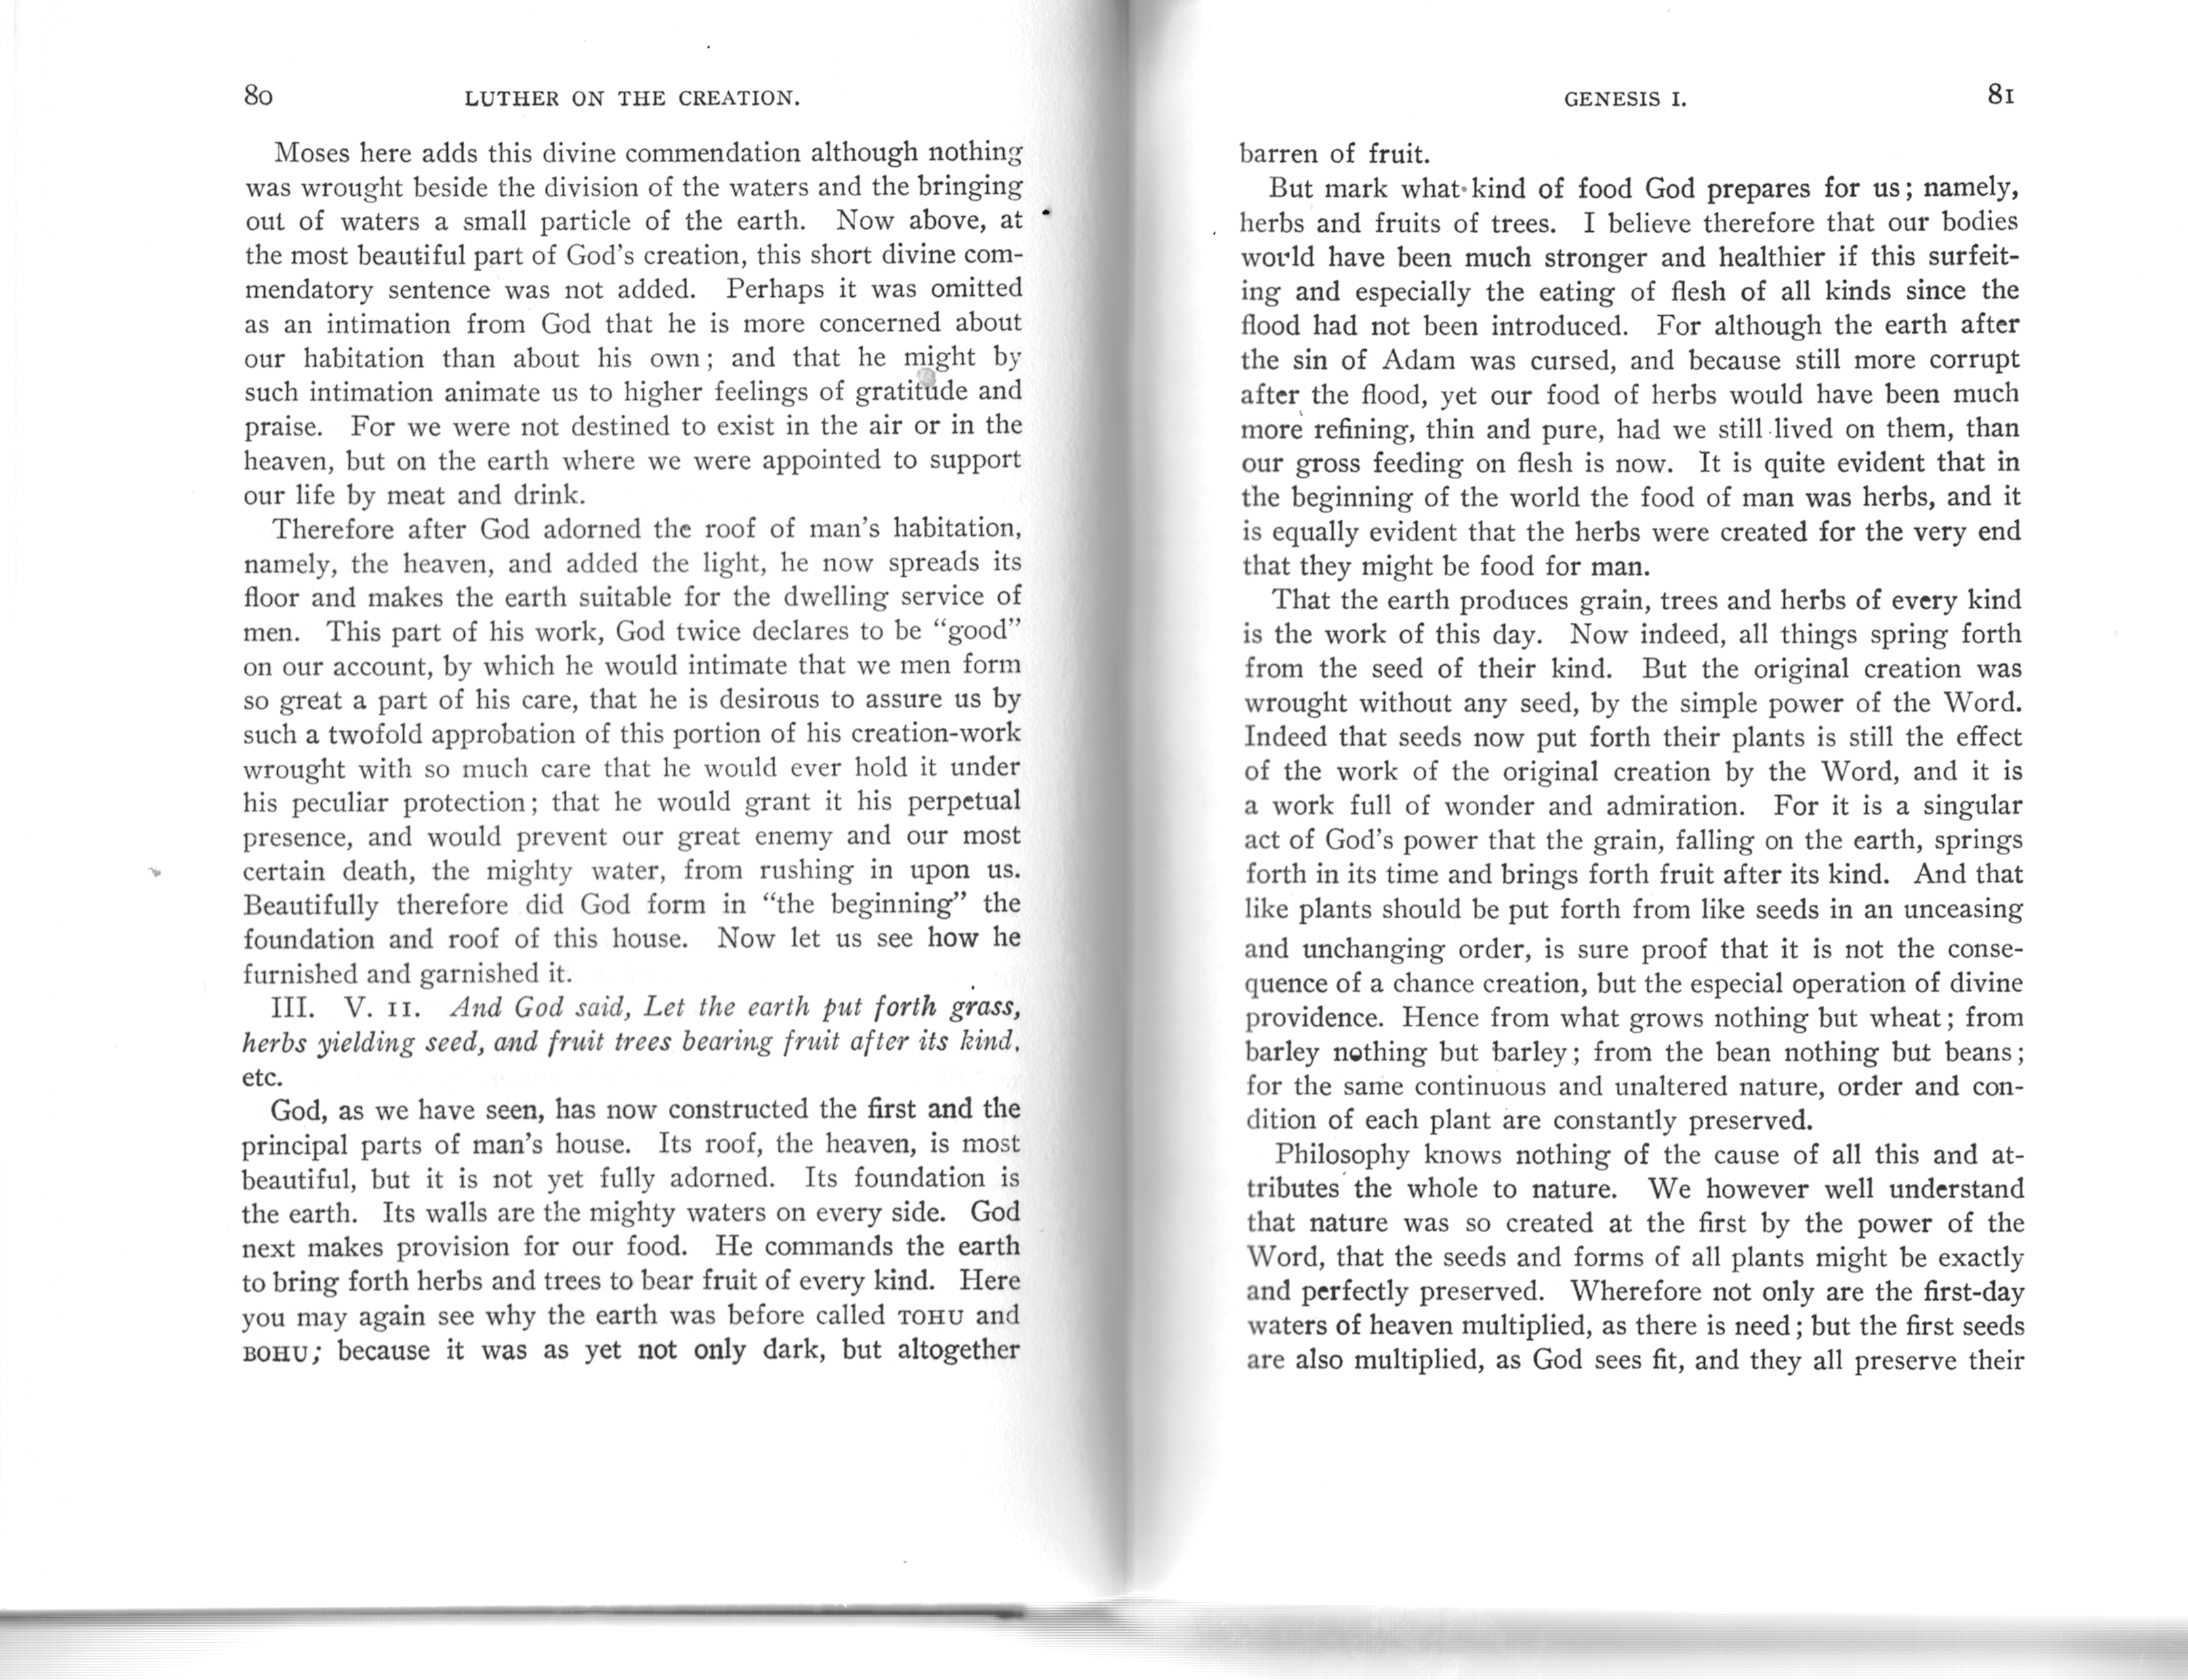 80
LUTHER ON THE CREATION.
Moses here adds this divine commendation although nothing
was wrought beside the division of the waters and the bringing
out of waters a small particle of the earth. Now above, at
the most beautiful part of God's creation, this short divine com-
mendatory sentence was not added. Perhaps it was omitted
as an intimation from God that he is more concerned about
our habitation than about his own; and that he might by
such intimation animate us to higher feelings of gratitude and
praise. For we were not destined to exist in the air or in the
heaven, but on the earth where we were appointed to support
our life by meat and drink.
Therefore after God adorned the roof of man's habitation,
namely, the heaven, and added the light, he now spreads its
floor and makes the earth suitable for the dwelling service of
men. This part of his work, God twice declares to be "good"
on our account, by which he would intimate that we men form
so great a part of his care, that he is desirous to assure us by
such a twofold approbation of this portion of his creation-work
wrought with so much care that he would ever hold it under
his peculiar protection; that he would grant it his perpetual
presence, and would prevent our great enemy and our most
certain death, the mighty water, from rushing in upon us.
Beautifully therefore did God form in "the beginning" the
foundation and roof of this house. Now let us see how he
furnished and garnished it.
III. V. 11. And God said, Let the earth put forth grass,
herbs yielding seed, and fruit trees bearing fruit after its kind,
etc.
God, as we have seen, has now constructed the first and the
principal parts of man's house. Its roof, the heaven, is most
beautiful, but it is not yet fully adorned. Its foundation is
the earth. Its walls are the mighty waters on every side. God
next makes provision for our food. He commands the earth
to bring forth herbs and trees to bear fruit of every kind. Here
you may again see why the earth was before called TOHU and
BOHU; because it was as yet not only dark, but altogether
GENESIS I.
81
barren of fruit.
But mark what kind of food God prepares for us; namely,
herbs and fruits of trees. I believe therefore that our bodies
world have been much stronger and healthier if this surfeit-
ing and especially the eating of flesh of all kinds since the
flood had not been introduced. For although the earth after
the sin of Adam was cursed, and because still more corrupt
after the flood, yet our food of herbs would have been much
more refining, thin and pure, had we still lived on them, than
our gross feeding on flesh is now. It is quite evident that in
the beginning of the world the food of man was herbs, and it
is equally evident that the herbs were created for the very end
that they might be food for man.
That the earth produces grain, trees and herbs of every kind
is the work of this day. Now indeed, all things spring forth
from the seed of their kind. But the original creation was
wrought without any seed, by the simple power of the Word.
Indeed that seeds now put forth their plants is still the effect
of the work of the original creation by the Word, and it is
a work full of wonder and admiration. For it is a singular
act of God's power that the grain, falling on the earth, springs
forth in its time and brings forth fruit after its kind. And that
like plants should be put forth from like seeds in an unceasing
and unchanging order, is sure proof that it is not the conse-
quence of a chance creation, but the especial operation of divine
providence. Hence from what grows nothing but wheat; from
barley nothing but barley; from the bean nothing but beans;
for the same continuous and unaltered nature, order and con-
dition of each plant are constantly preserved.
Philosophy knows nothing of the cause of all this and at-
tributes the whole to nature. We however well understand
that nature was so created at the first by the power of the
Word, that the seeds and forms of all plants might be exactly
and perfectly preserved. Wherefore not only are the first-day
waters of heaven multiplied, as there is need; but the first seeds
are also multiplied, as God sees fit, and they all preserve their